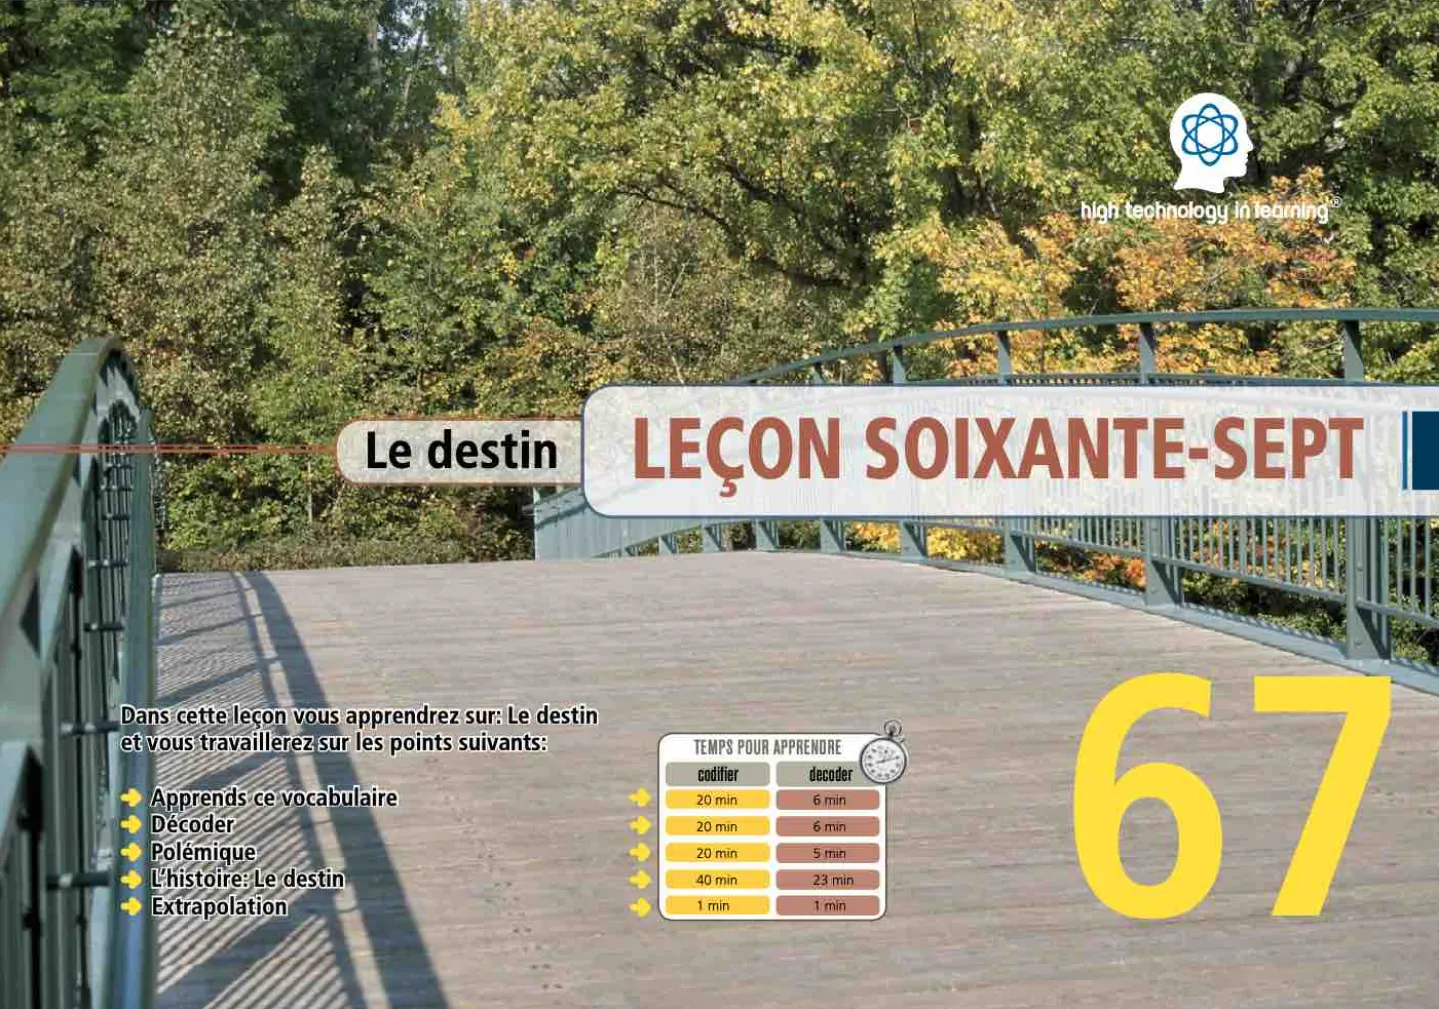 high technology in learning®
Le destin
LEÇON SOIXANTE-SEPT
Dans cette leçon vous apprendrez sur: Le destin
et vous travaillerez sur les points suivants:
Apprends ce vocabulaire
Décoder
Polémique
L'histoire: Le destin
Extrapolation
TEMPS POUR APPRENDRE
codifier decoder
20 min 6 min
20 min 6 min
20 min 5 min
40 min 23 min
1 min 1 min
67